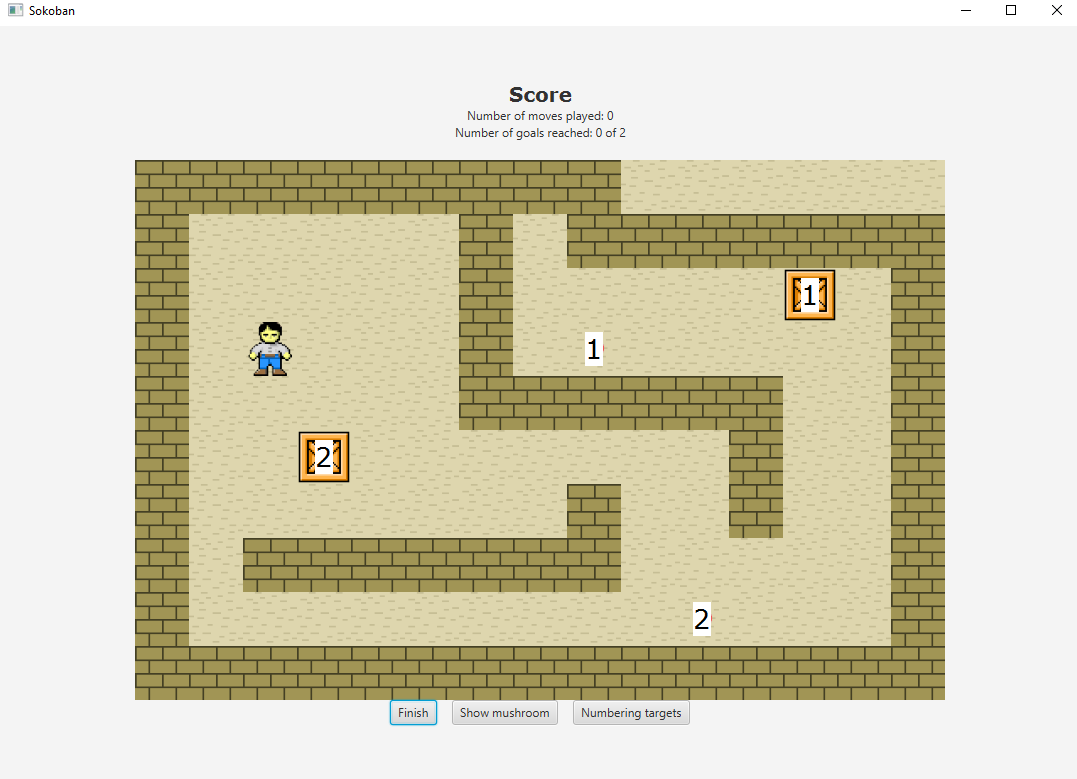 Sokoban
Score
Number of moves played: 0
Number of goals reached: 0 of 2
1
1
2
2
Finish
Show mushroom
Numbering targets